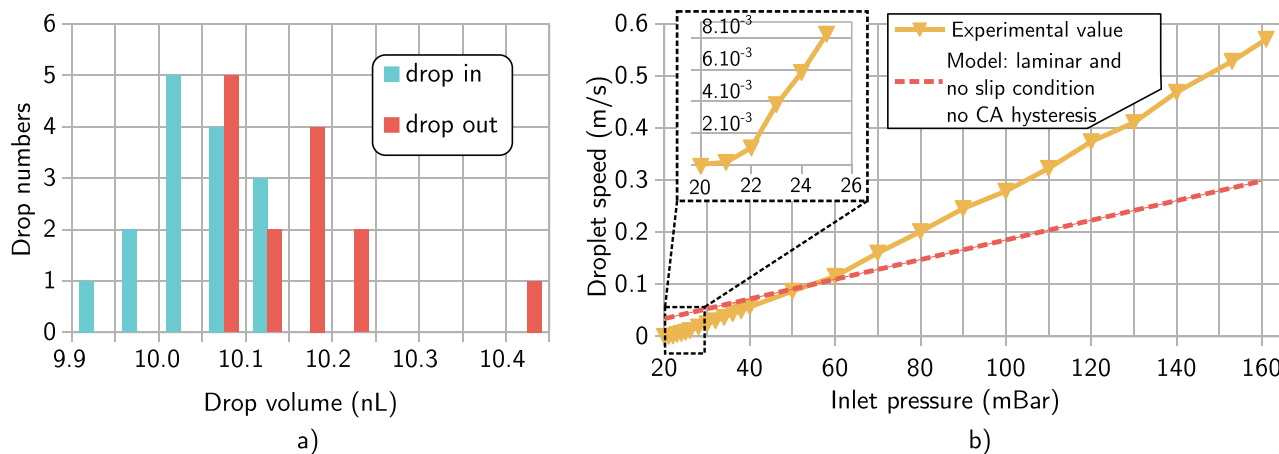 6
5
4
3
2
1
0
Drop numbers
drop in
drop out
9.9 10.0 10.1 10.2 10.3 10.4
Drop volume (nL)
a)
0.6
0.5
0.4
0.3
0.2
0.1
0
Droplet speed (m/s)
8.10-3
6.10-3
4.10-3
2.10-3
20 22 24 26
Experimental value
Model: laminar and
no slip condition
no CA hysteresis
20 40 60 80 100 120 140 160
Inlet pressure (mBar)
b)